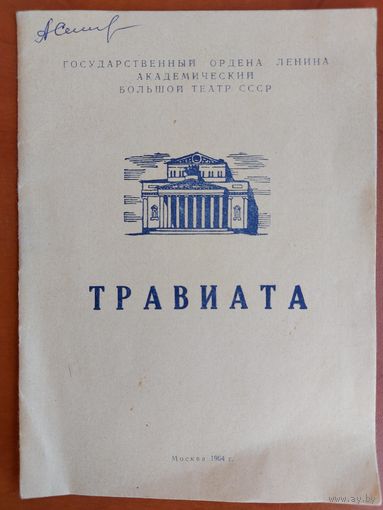 ГОСУДАРСТВЕННЫЙ ОРДЕНА ЛЕНИНА
АКАДЕМИЧЕСКИЙ
БОЛЬШОЙ ТЕАТР СССР
ТРАВИАТА
Москва 1964 г.
www.ay.by